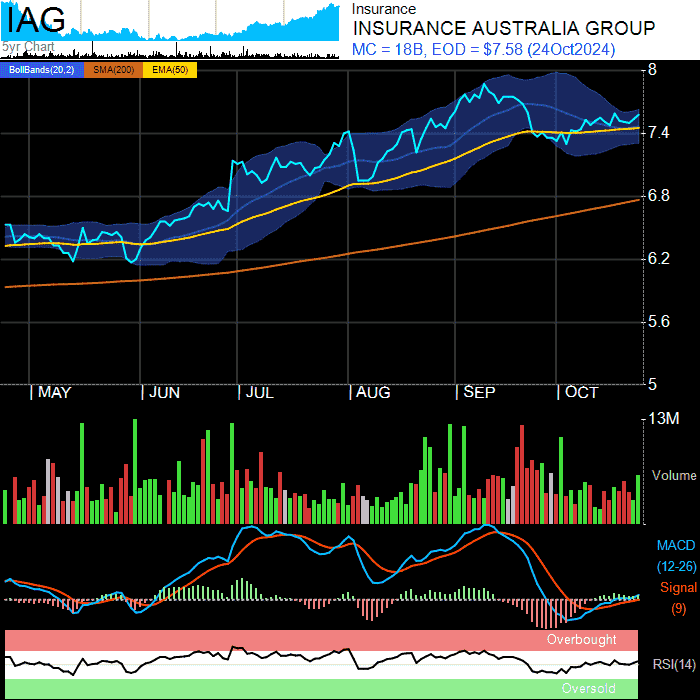 IAG
5yr Chart
Insurance
INSURANCE AUSTRALIA GROUP
MC = 18B, EOD = $7.58 (24Oct2024)
BollBands(20,2) SMA(200) EMA(50)
8
7.4
6.8
6.2
5.6
5
MAY JUN JUL AUG SEP OCT
13M
Volume
MACD
(12-26)
Signal
(9)
Overbought
RSI(14)
Oversold